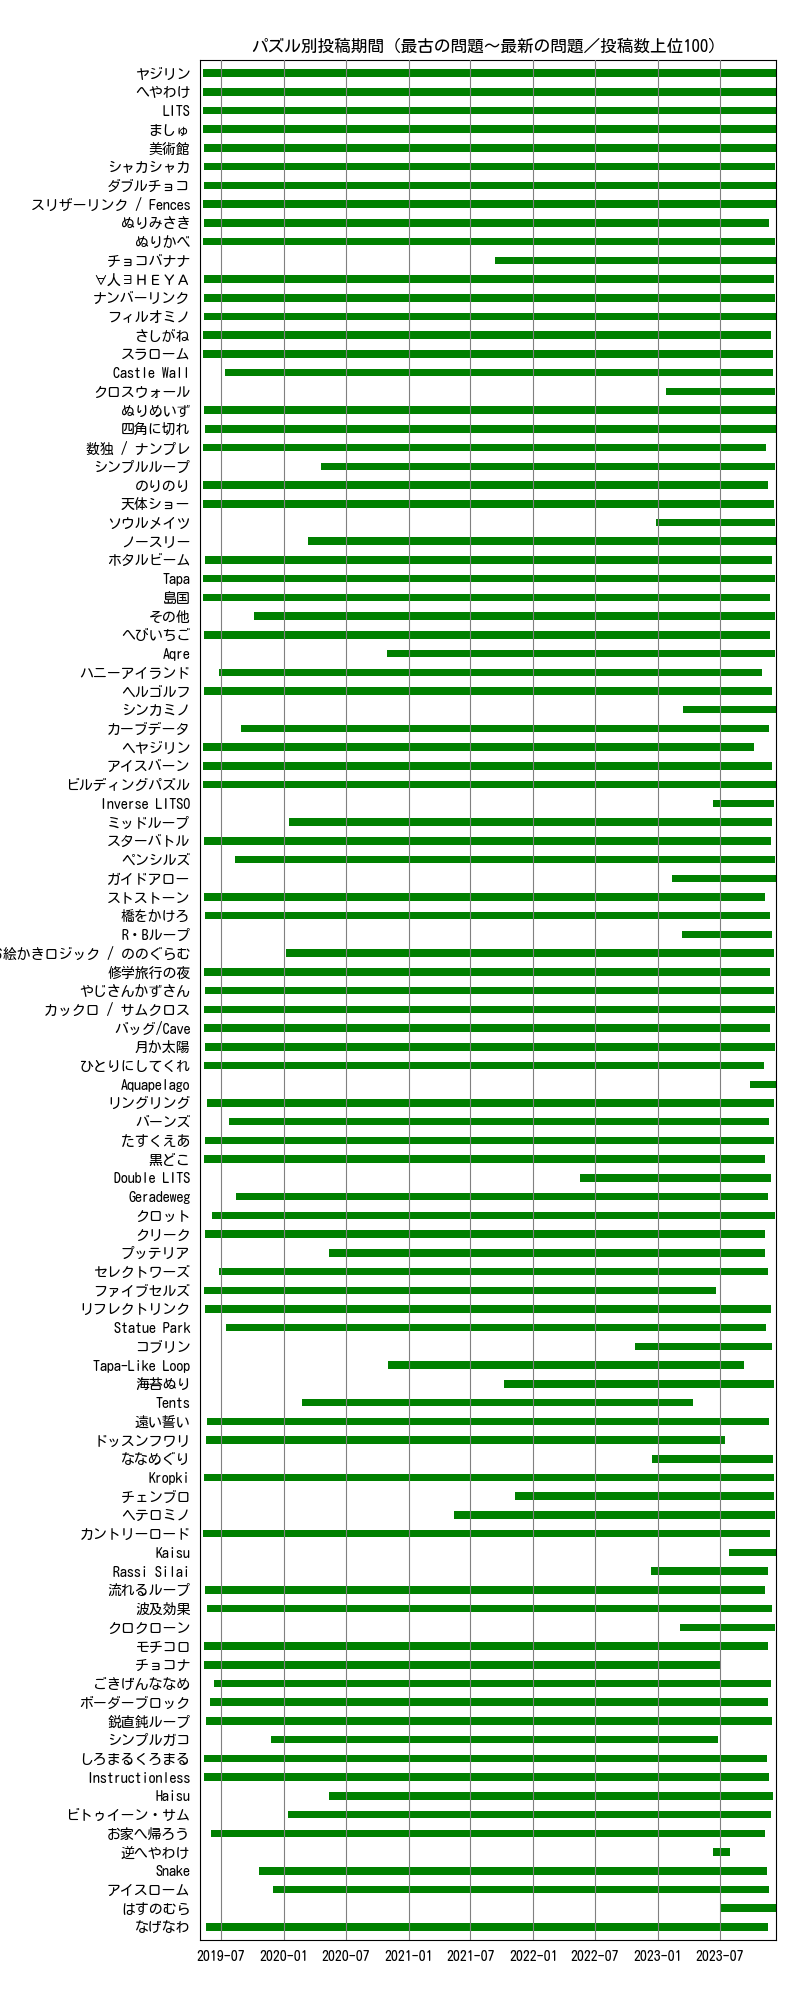 パズル別投稿期間（最古の問題～最新の問題／投稿数上位100）
ヤジリン
へやわけ
LITS
ましゅ
美術館
シャカシャカ
ダブルチョコ
スリザーリンク / Fences
ぬりみさき
ぬりかべ
チョコバナナ
∀人∃ＨＥＹＡ
ナンバーリンク
フィルオミノ
さしがね
スラローム
Castle Wall
クロスウォール
ぬりめいず
四角に切れ
数独 / ナンプレ
シンプルループ
のりのり
天体ショー
ソウルメイツ
ノースリー
ホタルビーム
Tapa
島国
その他
へびいちご
Aqre
ハニーアイランド
ヘルゴルフ
シンカミノ
カーブデータ
へヤジリン
アイスバーン
ビルディングパズル
Inverse LITSO
ミッドループ
スターバトル
ペンシルズ
ガイドアロー
ストストーン
橋をかけろ
R・Bループ
絵かきロジック / ののぐらむ
修学旅行の夜
やじさんかずさん
カックロ / サムクロス
バッグ/Cave
月か太陽
ひとりにしてくれ
Aquapelago
リングリング
バーンズ
たすくえあ
黒どこ
Double LITS
Geradeweg
クロット
クリーク
プッテリア
セレクトワーズ
ファイブセルズ
リフレクトリンク
Statue Park
コブリン
Tapa-Like Loop
海苔ぬり
Tents
遠い誓い
ドッスンフワリ
ななめぐり
Kropki
チェンブロ
ヘテロミノ
カントリーロード
Kaisu
Rassi Silai
流れるループ
波及効果
クロクローン
モチコロ
チョコナ
ごきげんななめ
ボーダーブロック
鋭直鈍ループ
シンプルガコ
しろまるくろまる
Instructionless
Haisu
ビトゥイーン・サム
お家へ帰ろう
逆へやわけ
Snake
アイスローム
はすのむら
なげなわ
2019-07 2020-01 2020-07 2021-01 2021-07 2022-01 2022-07 2023-01 2023-07